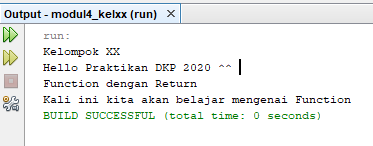 Output - modul4_kelxx (run)
run:
Kelompok XX
Hello Praktikan DKP 2020 ^^
Function dengan Return
Kali ini kita akan belajar mengenai Function
BUILD SUCCESSFUL (total time: 0 seconds)